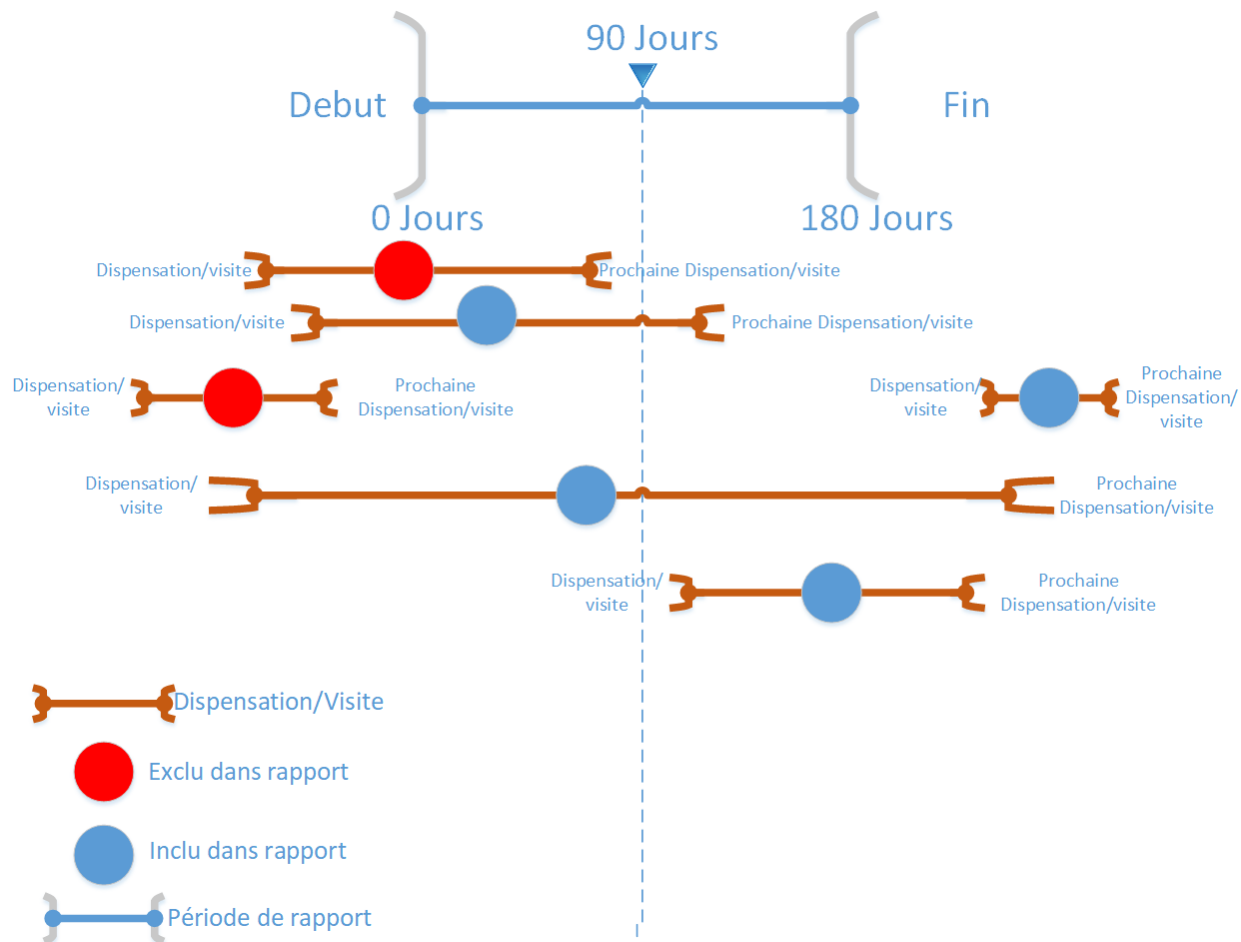 90 Jours
Debut
Fin
0 Jours
180 Jours
Dispensation/visite
Prochaine Dispensation/visite
Dispensation/visite
Prochaine Dispensation/visite
Dispensation/
visite
Prochaine
Dispensation/visite
Dispensation/
visite
Prochaine
Dispensation/
visite
Dispensation/
visite
Prochaine
Dispensation/visite
Dispensation/
visite
Prochaine
Dispensation/visite
Dispensation/Visite
Exclu dans rapport
Inclu dans rapport
Période de rapport